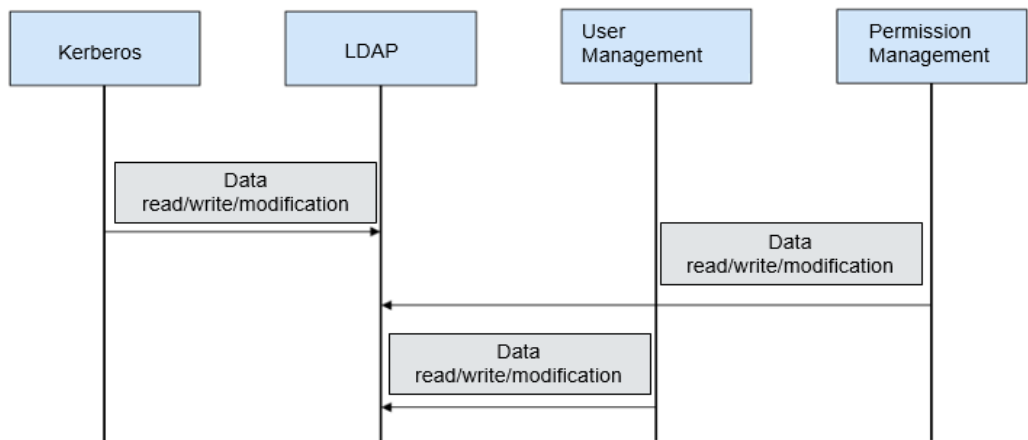 Kerberos
LDAP
User
Management
Permission
Management
Data
read/write/modification
Data
read/write/modification
Data
read/write/modification